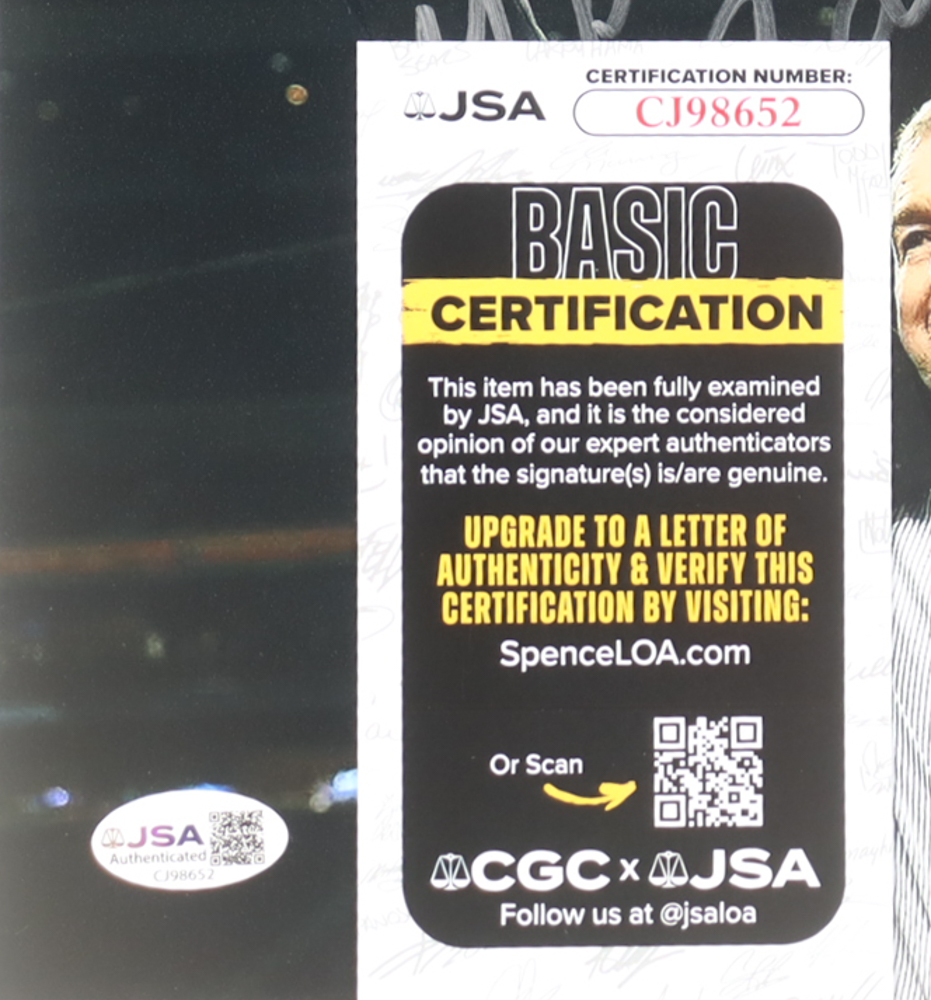 CERTIFICATION NUMBER:
JSA
CJ98652
BASIC
CERTIFICATION
This item has been fully examined
by JSA, and it is the considered
opinion of our expert authenticators
that the signature(s) is/are genuine.
UPGRADE TO A LETTER OF
AUTHENTICITY & VERIFY THIS
CERTIFICATION BY VISITING:
SpenceLOA.com
Or Scan
CGC x JSA
Follow us at @jsaloa
JSA
Authenticated
CJ98652